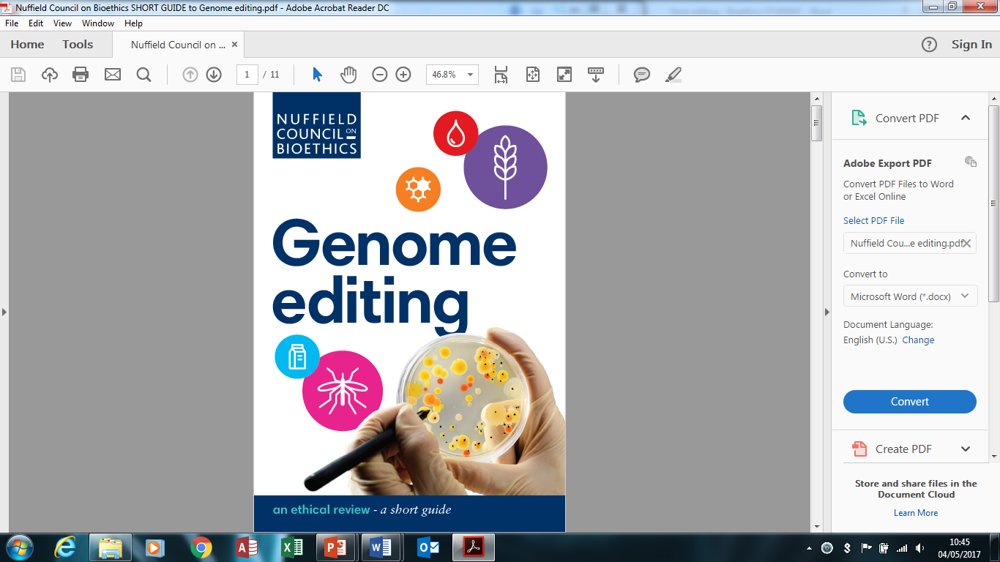 Nuffield Council on Bioethics SHORT GUIDE to Genome editing.pdf - Adobe Acrobat Reader DC
File Edit View Window Help
Home Tools Nuffield Council on ... × Sign In
1 / 11 46.8%
NUFFIELD
COUNCIL ON
BIOETHICS
Genome
editing
an ethical review - a short guide
Convert PDF
Adobe Export PDF
Convert PDF Files to Word
or Excel Online
Select PDF File
Nuffield Cou...e editing.pdf
Convert to
Microsoft Word (*.docx)
Document Language:
English (U.S.) Change
Convert
Create PDF
Store and share files in the
Document Cloud
Learn More
10:45
04/05/2017